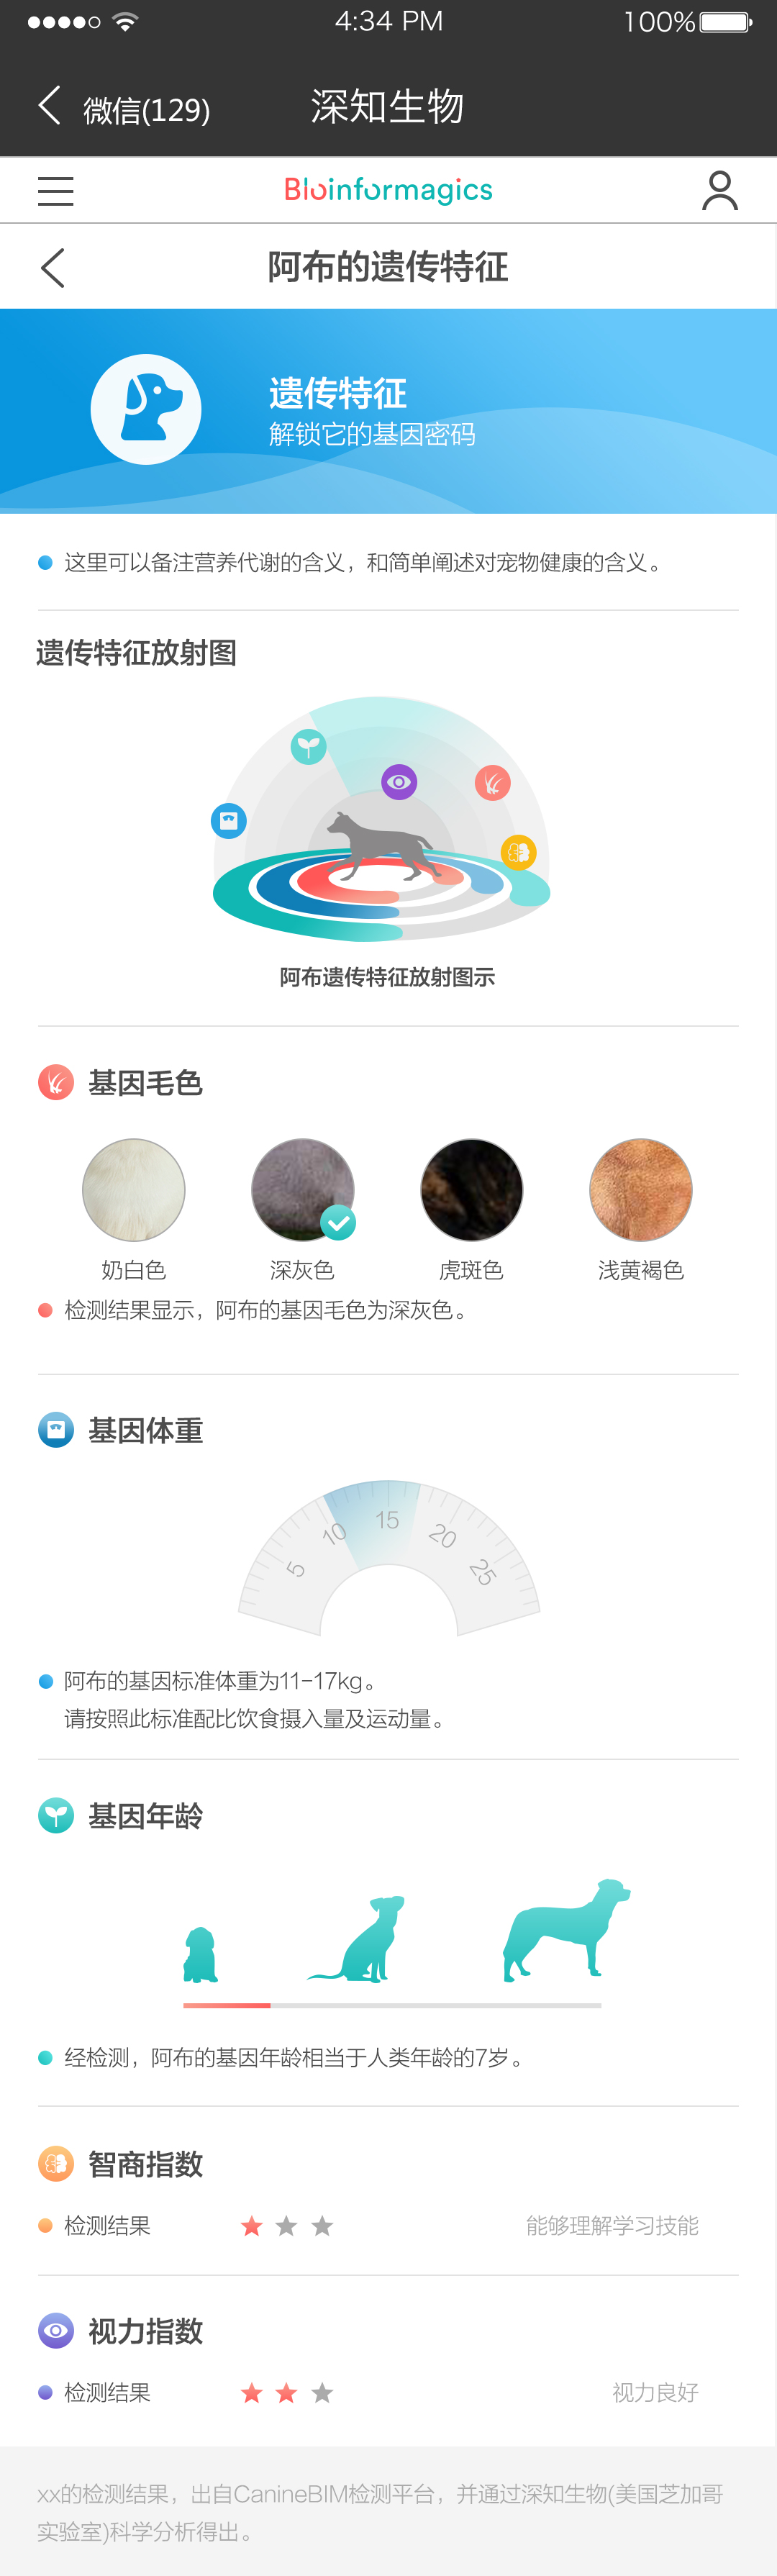 4:34 PM
100%
微信(129)
深知生物
Bioinformagics
阿布的遗传特征
遗传特征
解锁它的基因密码
这里可以备注营养代谢的含义，和简单阐述对宠物健康的含义。
遗传特征放射图
阿布遗传特征放射图示
基因毛色
奶白色
深灰色
虎斑色
浅黄褐色
检测结果显示，阿布的基因毛色为深灰色。
基因体重
5
10
15
20
25
阿布的基因标准体重为11-17kg。
请按照此标准配比饮食摄入量及运动量。
基因年龄
经检测，阿布的基因年龄相当于人类年龄的7岁。
智商指数
检测结果
能够理解学习技能
视力指数
检测结果
视力良好
xx的检测结果，出自CanineBIM检测平台，并通过深知生物(美国芝加哥
实验室)科学分析得出。